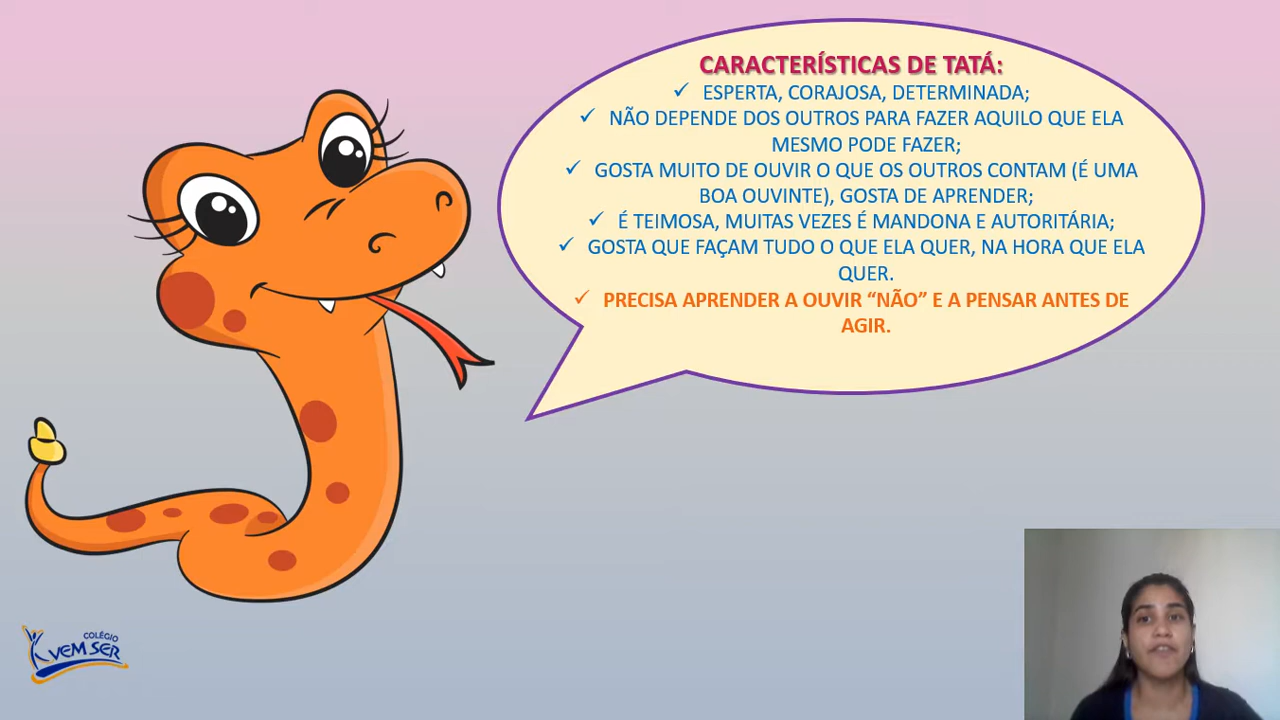 CARACTERÍSTICAS DE TATÁ:
✓ ESPERTA, CORAJOSA, DETERMINADA;
✓ NÃO DEPENDE DOS OUTROS PARA FAZER AQUILO QUE ELA
MESMO PODE FAZER;
✓ GOSTA MUITO DE OUVIR O QUE OS OUTROS CONTAM (É UMA
BOA OUVINTE), GOSTA DE APRENDER;
✓ É TEIMOSA, MUITAS VEZES É MANDONA E AUTORITÁRIA;
✓ GOSTA QUE FAÇAM TUDO O QUE ELA QUER, NA HORA QUE ELA
QUER.
✓ PRECISA APRENDER A OUVIR “NÃO” E A PENSAR ANTES DE
AGIR.
COLÉGIO
VEM SER